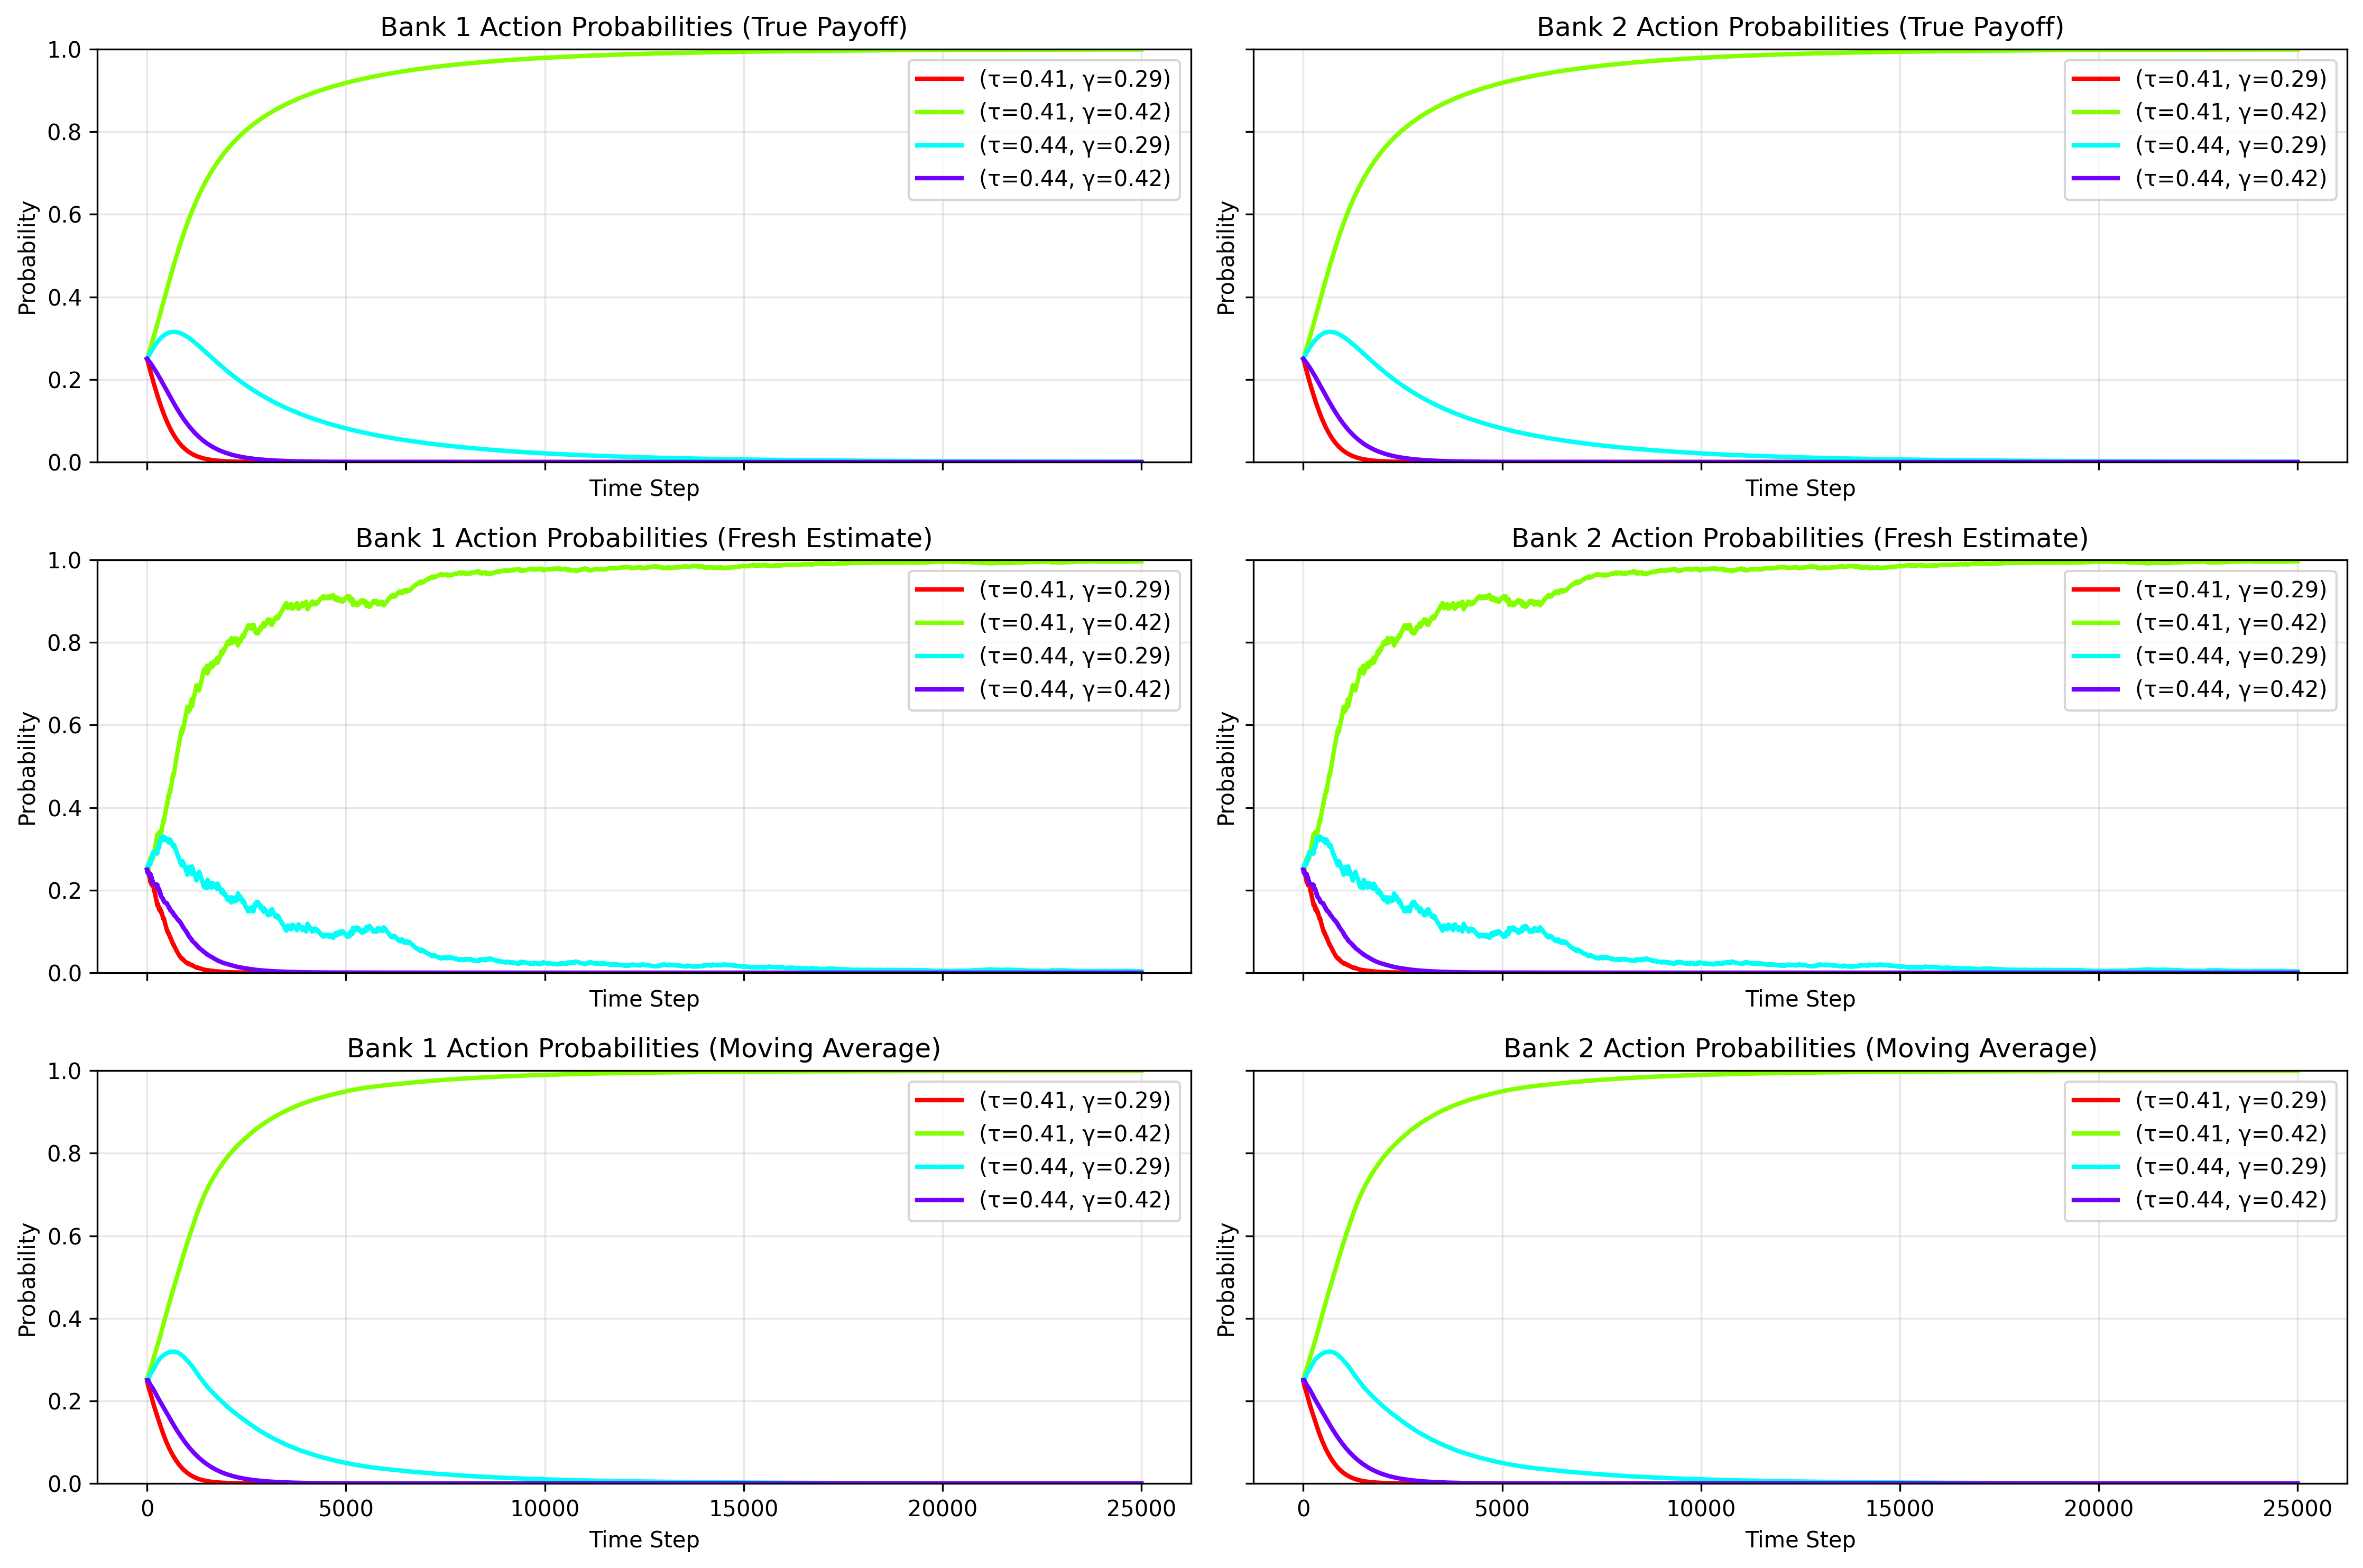 Bank 1 Action Probabilities (True Payoff)
Probability
1.0
0.8
0.6
0.4
0.2
0.0
(τ=0.41, γ=0.29)
(τ=0.41, γ=0.42)
(τ=0.44, γ=0.29)
(τ=0.44, γ=0.42)
Time Step
Bank 2 Action Probabilities (True Payoff)
Probability
(τ=0.41, γ=0.29)
(τ=0.41, γ=0.42)
(τ=0.44, γ=0.29)
(τ=0.44, γ=0.42)
Time Step
Bank 1 Action Probabilities (Fresh Estimate)
Probability
1.0
0.8
0.6
0.4
0.2
0.0
(τ=0.41, γ=0.29)
(τ=0.41, γ=0.42)
(τ=0.44, γ=0.29)
(τ=0.44, γ=0.42)
Time Step
Bank 2 Action Probabilities (Fresh Estimate)
Probability
(τ=0.41, γ=0.29)
(τ=0.41, γ=0.42)
(τ=0.44, γ=0.29)
(τ=0.44, γ=0.42)
Time Step
Bank 1 Action Probabilities (Moving Average)
Probability
1.0
0.8
0.6
0.4
0.2
0.0
(τ=0.41, γ=0.29)
(τ=0.41, γ=0.42)
(τ=0.44, γ=0.29)
(τ=0.44, γ=0.42)
0 5000 10000 15000 20000 25000
Time Step
Bank 2 Action Probabilities (Moving Average)
Probability
(τ=0.41, γ=0.29)
(τ=0.41, γ=0.42)
(τ=0.44, γ=0.29)
(τ=0.44, γ=0.42)
0 5000 10000 15000 20000 25000
Time Step